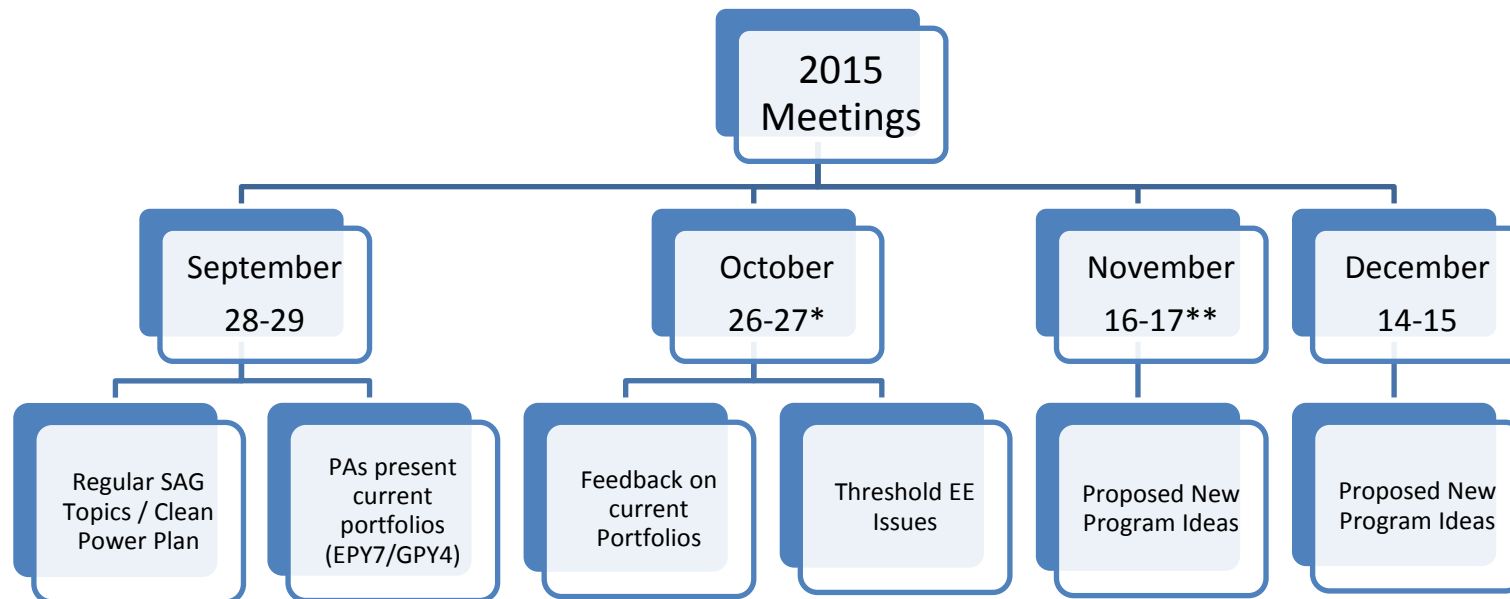 2015
Meetings
September
28-29
October
26-27*
November
16-17**
December
14-15
Regular SAG
Topics / Clean
Power Plan
PAs present
current
portfolios
(EPY7/GPY4)
Feedback on
current
Portfolios
Threshold EE
Issues
Proposed New
Program Ideas
Proposed New
Program Ideas